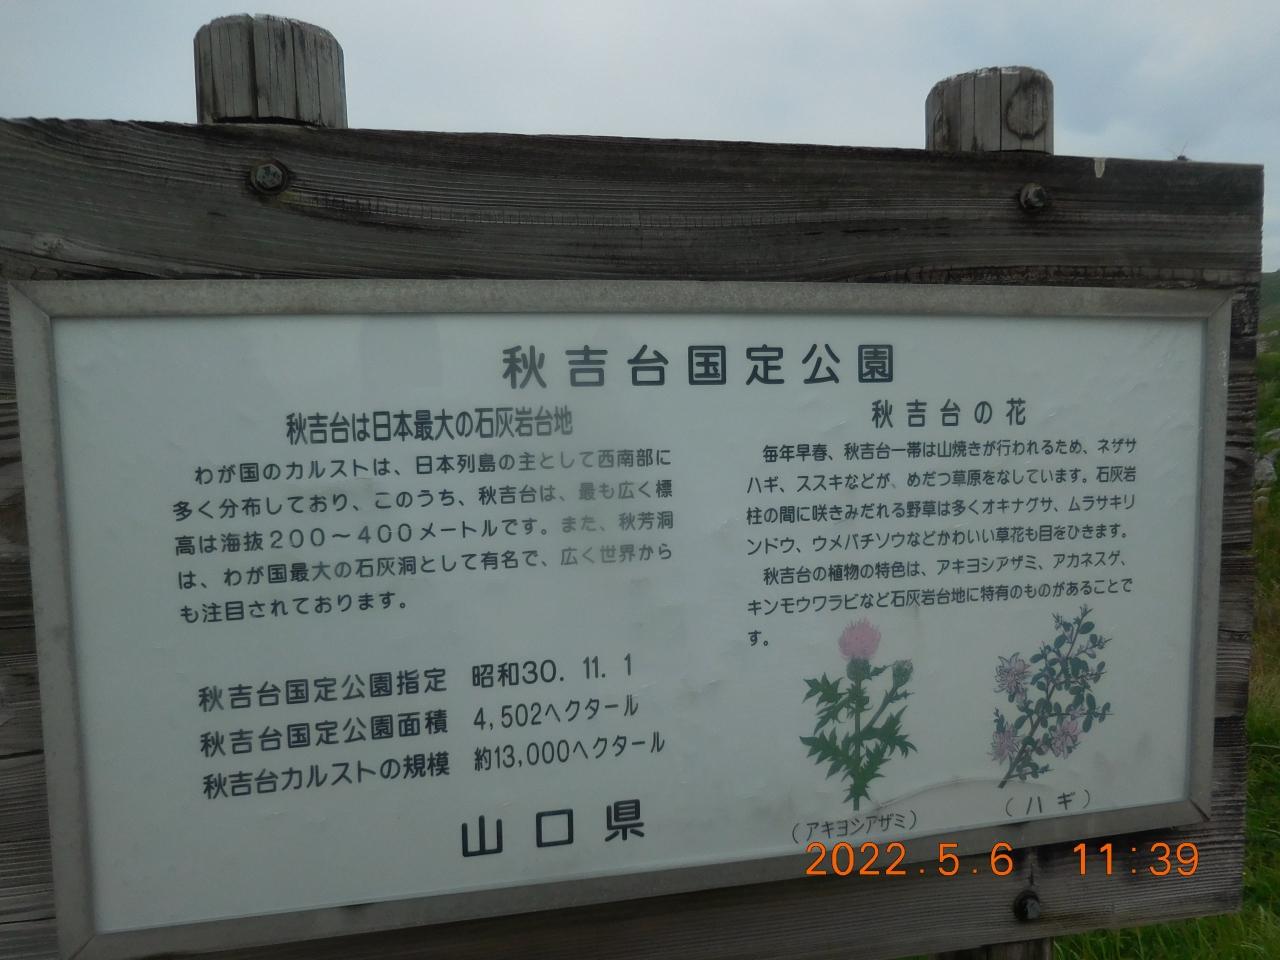 秋吉台国定公園
秋吉台は日本最大の石灰岩台地
わが国のカルストは、日本列島の主として西南部に
多く分布しており、このうち、秋吉台は、最も広く標
高は海抜200〜400メートルです。また、秋芳洞
は、わが国最大の石灰洞として有名で、広く世界から
も注目されております。
秋吉台国定公園指定 昭和30. 11. 1
秋吉台国定公園面積 4,502ヘクタール
秋吉台カルストの規模 約13,000ヘクタール
山口県
秋吉台の花
毎年早春、秋吉台一帯は山焼きが行われるため、ネザサ
ハギ、ススキなどが、めだつ草原をなしています。石灰岩
柱の間に咲きみだれる野草は多くオキナグサ、ムラサキリ
ンドウ、ウメバチソウなどかわいい草花も目をひきます。
秋吉台の植物の特色は、アキヨシアザミ、アカネスゲ、
キンモウワラビなど石灰岩台地に特有のものがあることで
す。
(アキヨシアザミ)
(ハギ)
2022. 5. 6 11:39